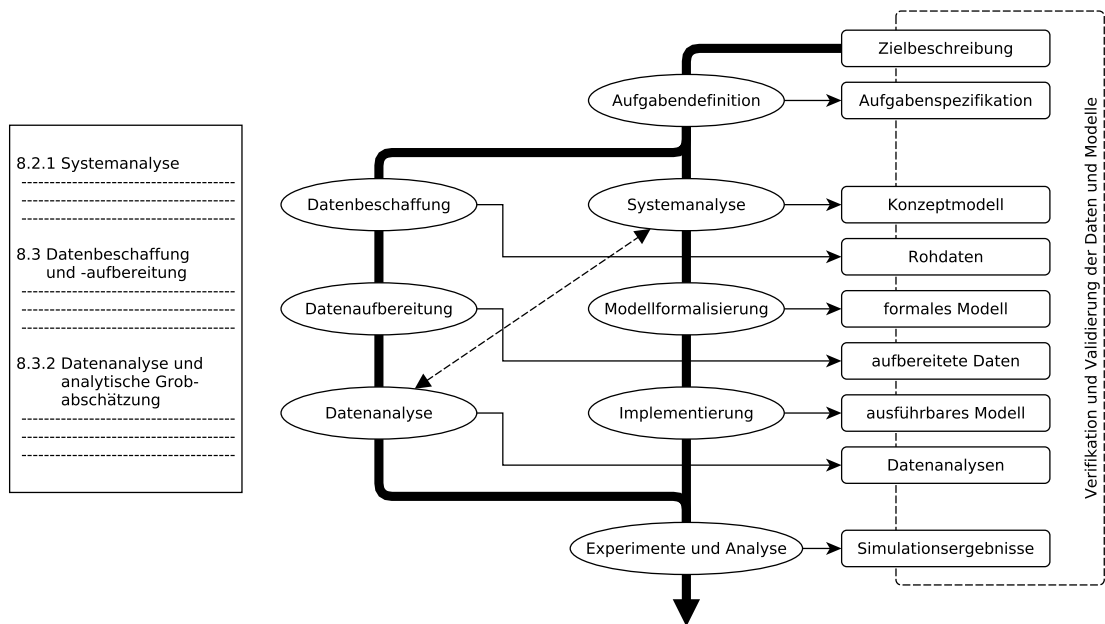 Zielbeschreibung
Aufgabendefinition
Aufgabenspezifikation
8.2.1 Systemanalyse
8.3 Datenbeschaffung
und -aufbereitung
8.3.2 Datenanalyse und
analytische Grob-
abschätzung
Datenbeschaffung
Systemanalyse
Konzeptmodell
Rohdaten
Datenaufbereitung
Modellformalisierung
formales Modell
aufbereitete Daten
Datenanalyse
Implementierung
ausführbares Modell
Datenanalysen
Experimente und Analyse
Simulationsergebnisse
Verifikation und Validierung der Daten und Modelle